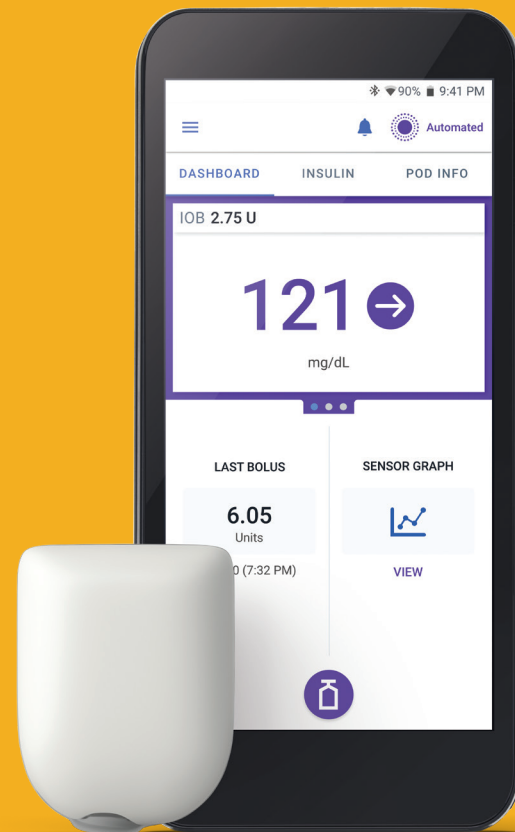 90% 9:41 PM
Automated
DASHBOARD INSULIN POD INFO
IOB 2.75 U
121
mg/dL
LAST BOLUS SENSOR GRAPH
6.05
Units
(7:32 PM) VIEW